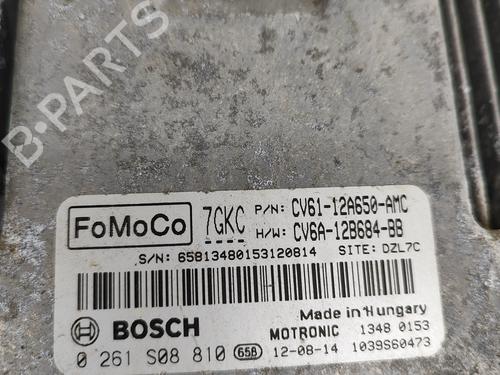 B-PARTS
FoMoCo
7GKC
P/N: CV61-12A650-AMC
H/W: CV6A-12B684-BB
S/N: 65B13480153120814 SITE: DZL7C
Made in Hungary
BOSCH
MOTRONIC 1348 0153
0 261 S08 810 65B 12-08-14 1039S60473